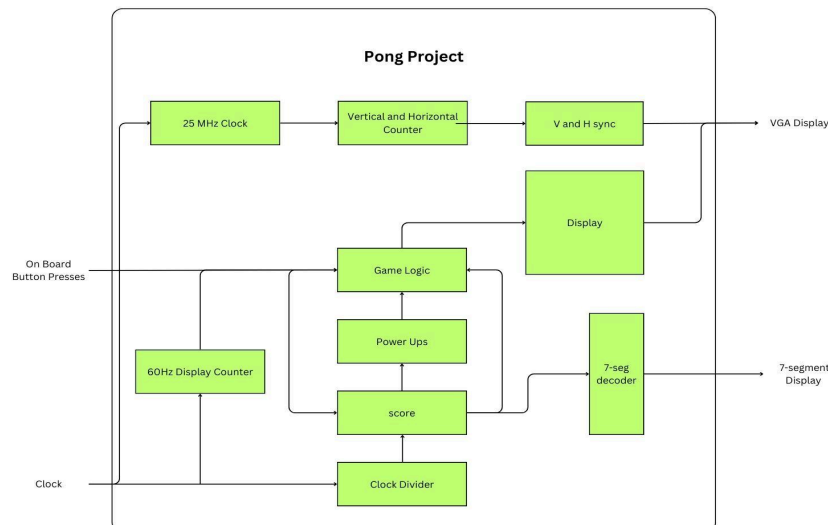 Pong Project
25 MHz Clock
Vertical and Horizontal
Counter
V and H sync
VGA Display
Display
On Board
Button Presses
Game Logic
Power Ups
60Hz Display Counter
7-seg
decoder
7-segment
Display
score
Clock
Clock Divider